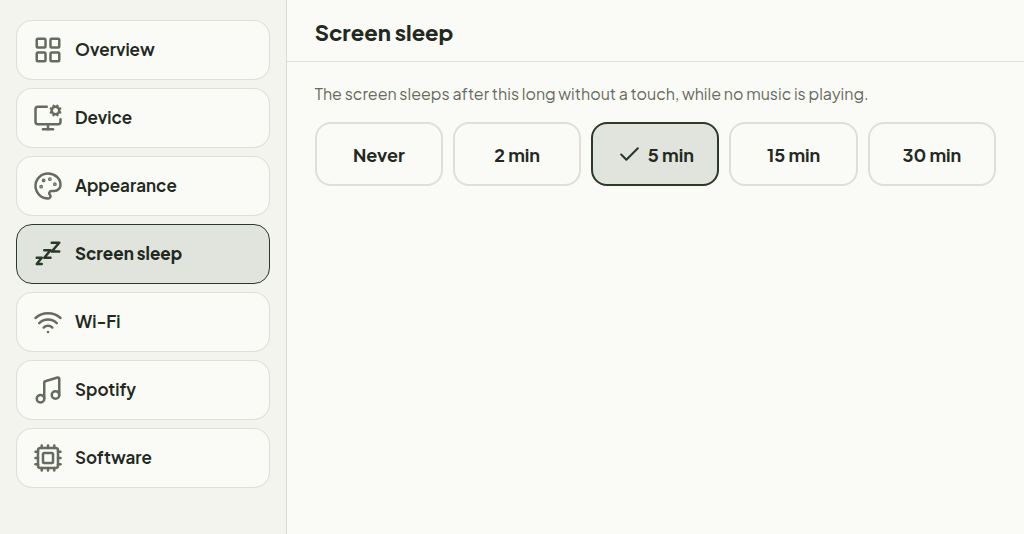 Overview
Device
Appearance
Screen sleep
Wi-Fi
Spotify
Software
Screen sleep
The screen sleeps after this long without a touch, while no music is playing.
Never
2 min
5 min
15 min
30 min